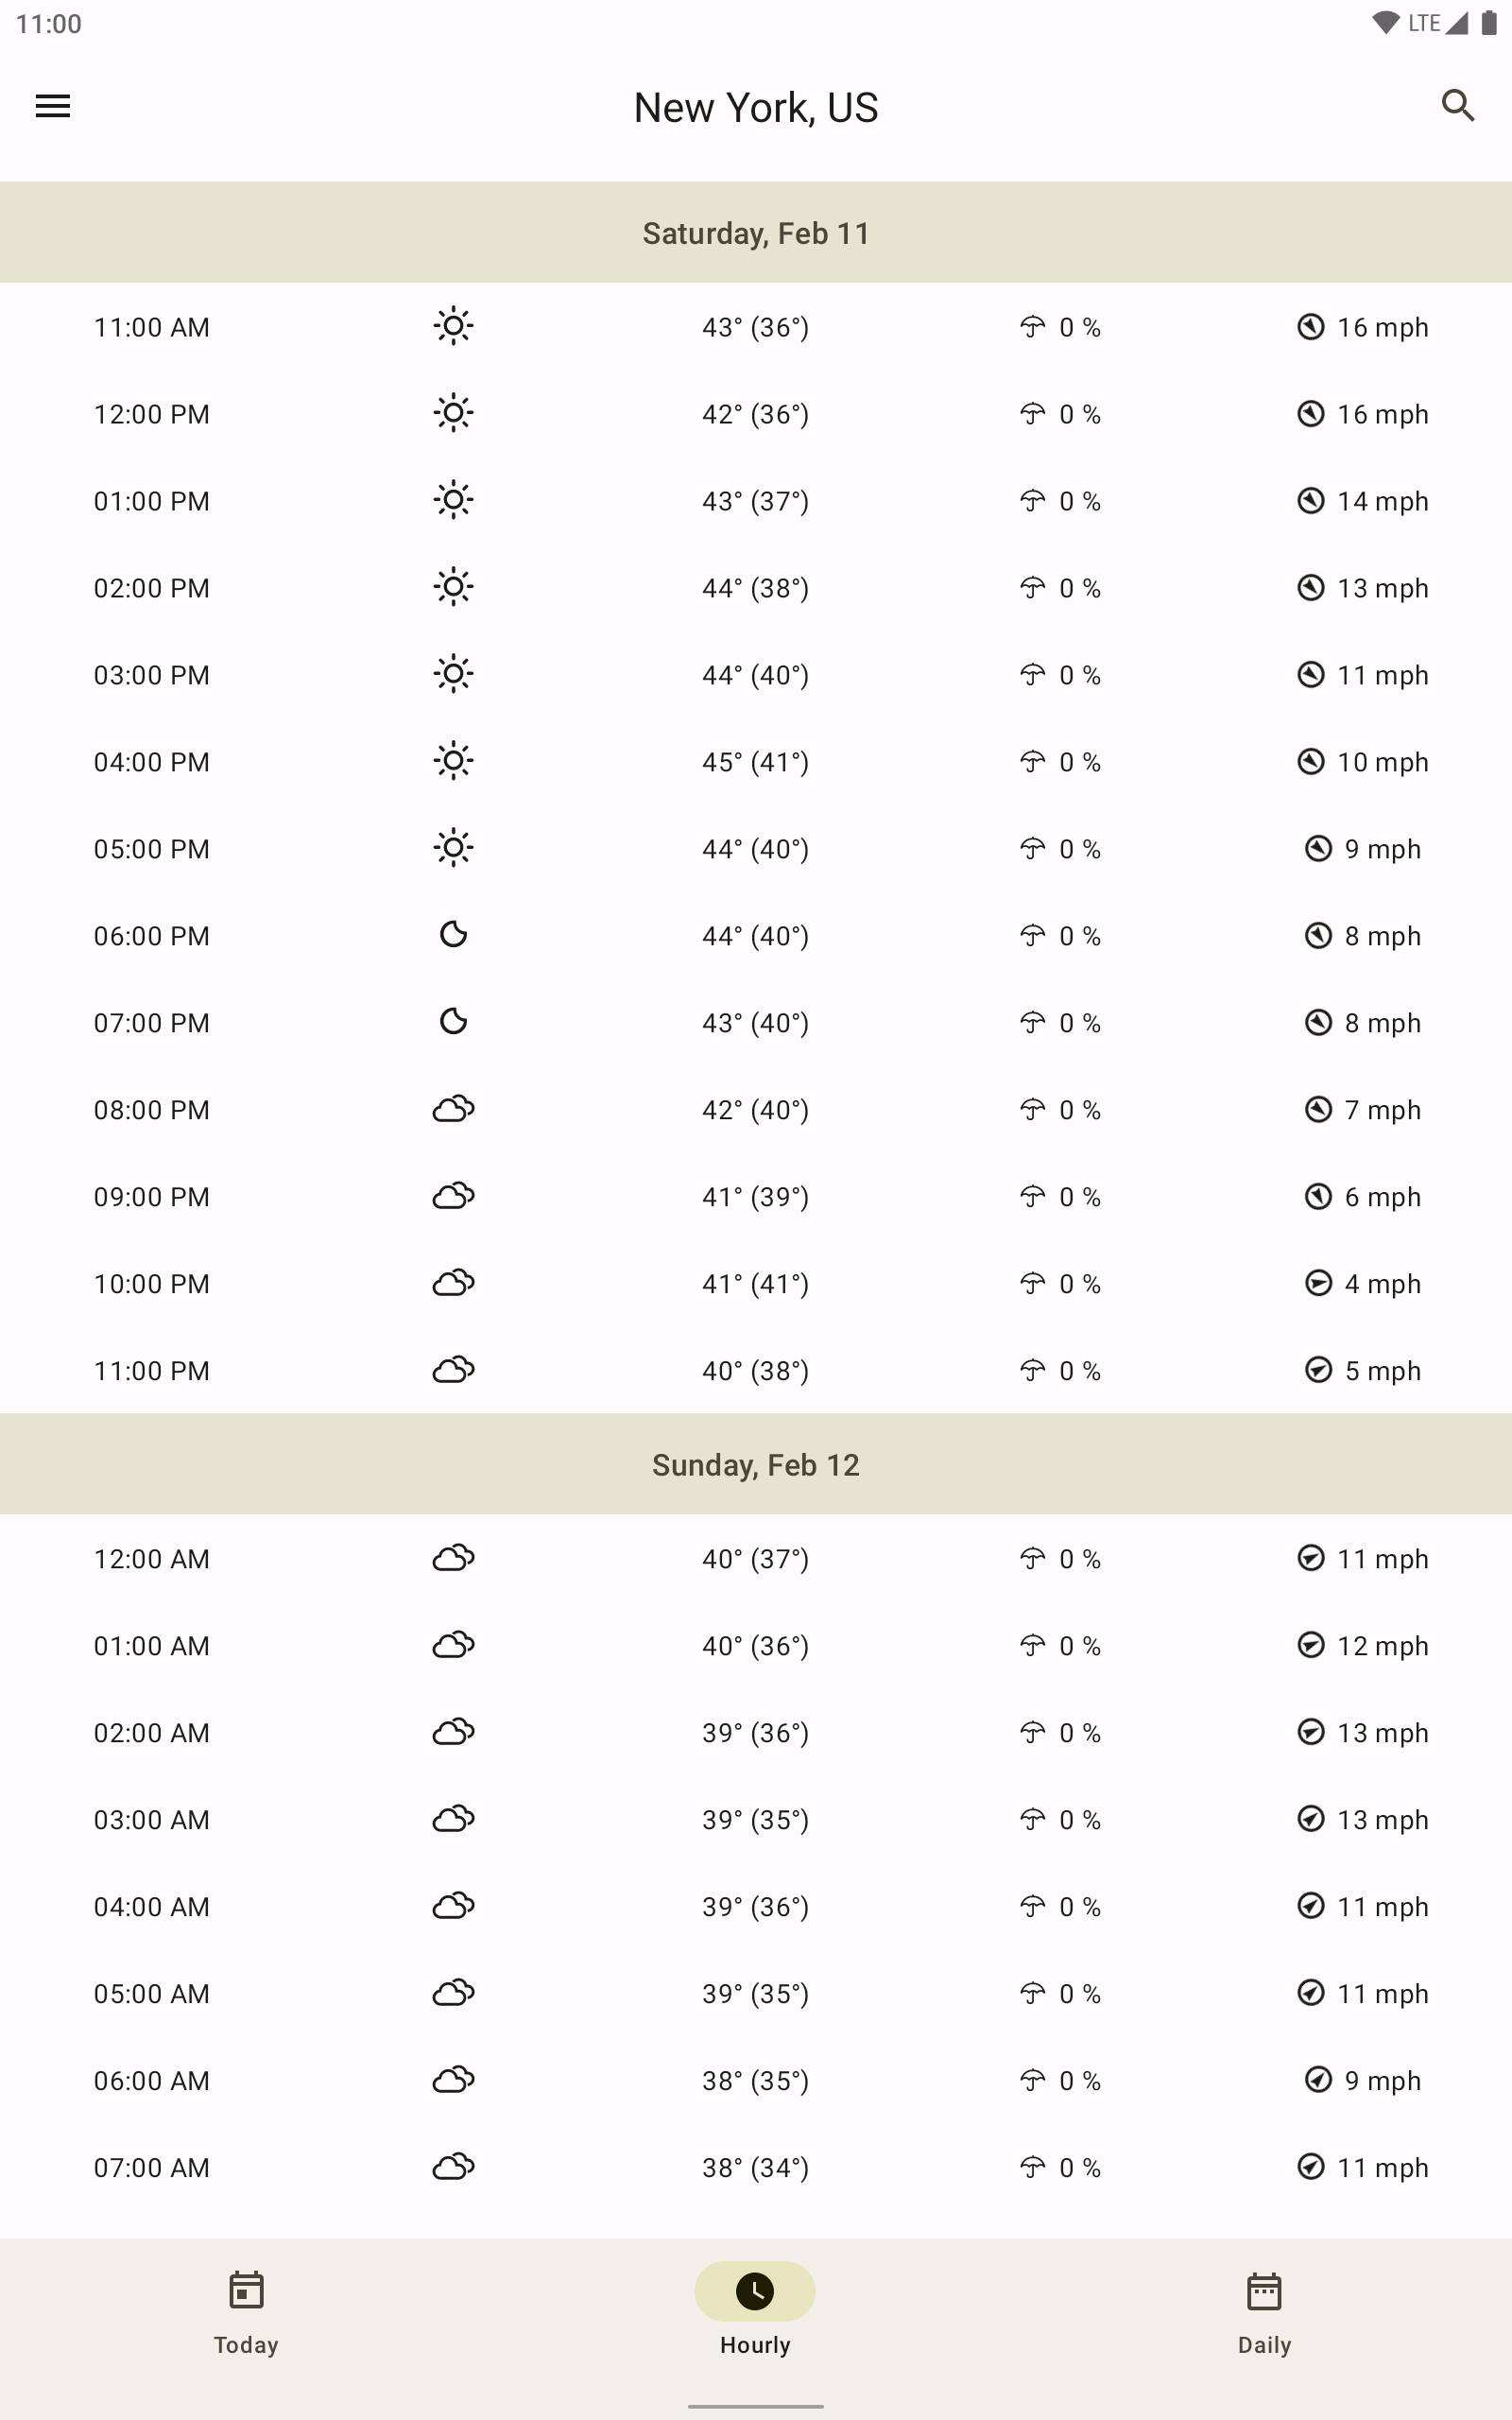 11:00 LTE
New York, US
Saturday, Feb 11
11:00 AM 43° (36°) 0 % 16 mph
12:00 PM 42° (36°) 0 % 16 mph
01:00 PM 43° (37°) 0 % 14 mph
02:00 PM 44° (38°) 0 % 13 mph
03:00 PM 44° (40°) 0 % 11 mph
04:00 PM 45° (41°) 0 % 10 mph
05:00 PM 44° (40°) 0 % 9 mph
06:00 PM 44° (40°) 0 % 8 mph
07:00 PM 43° (40°) 0 % 8 mph
08:00 PM 42° (40°) 0 % 7 mph
09:00 PM 41° (39°) 0 % 6 mph
10:00 PM 41° (41°) 0 % 4 mph
11:00 PM 40° (38°) 0 % 5 mph
Sunday, Feb 12
12:00 AM 40° (37°) 0 % 11 mph
01:00 AM 40° (36°) 0 % 12 mph
02:00 AM 39° (36°) 0 % 13 mph
03:00 AM 39° (35°) 0 % 13 mph
04:00 AM 39° (36°) 0 % 11 mph
05:00 AM 39° (35°) 0 % 11 mph
06:00 AM 38° (35°) 0 % 9 mph
07:00 AM 38° (34°) 0 % 11 mph
Today Hourly Daily